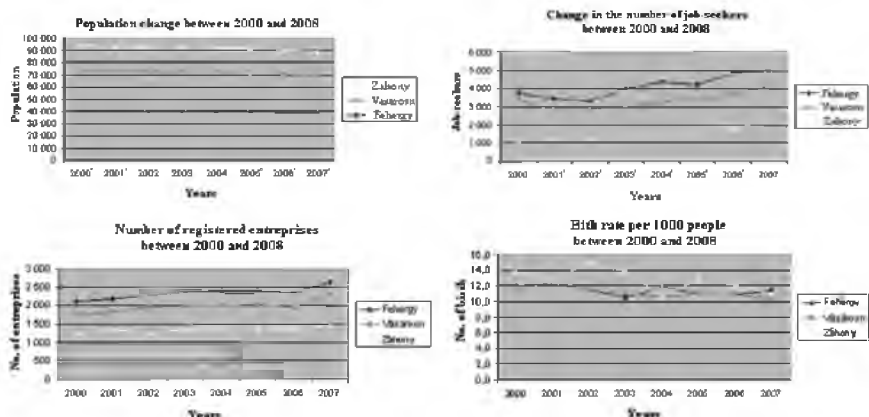 Population change between 2000 and 2008
Population
100 000
90 000
80 000
70 000
60 000
50 000
40 000
30 000
20 000
10 000
0
2000' 2001' 2002 2003 2004 2005' 2006' 2007'
Years
Zahony
Fehergy
Change in the number of job seekers
between 2000 and 2008
Job seekers
6 000
5 000
4 000
3 000
2 000
1 000
0
2000 2001' 2002' 2003' 2004' 2005' 2006' 2007
Years
Fehergy
Zahony
Number of registered entreprises
between 2000 and 2008
No. of entreprises
3 000
2 500
2 000
1 500
1 000
500
0
2000 2001 2002 2003 2004 2005 2006 2007
Years
Fehergy
Bith rate per 1000 people
between 2000 and 2008
No. of birth
16,0
14,0
12,0
10,0
8,0
6,0
4,0
2,0
0,0
2000 2001 2002 2003 2004 2005 2006 2007
Years
Fehergy